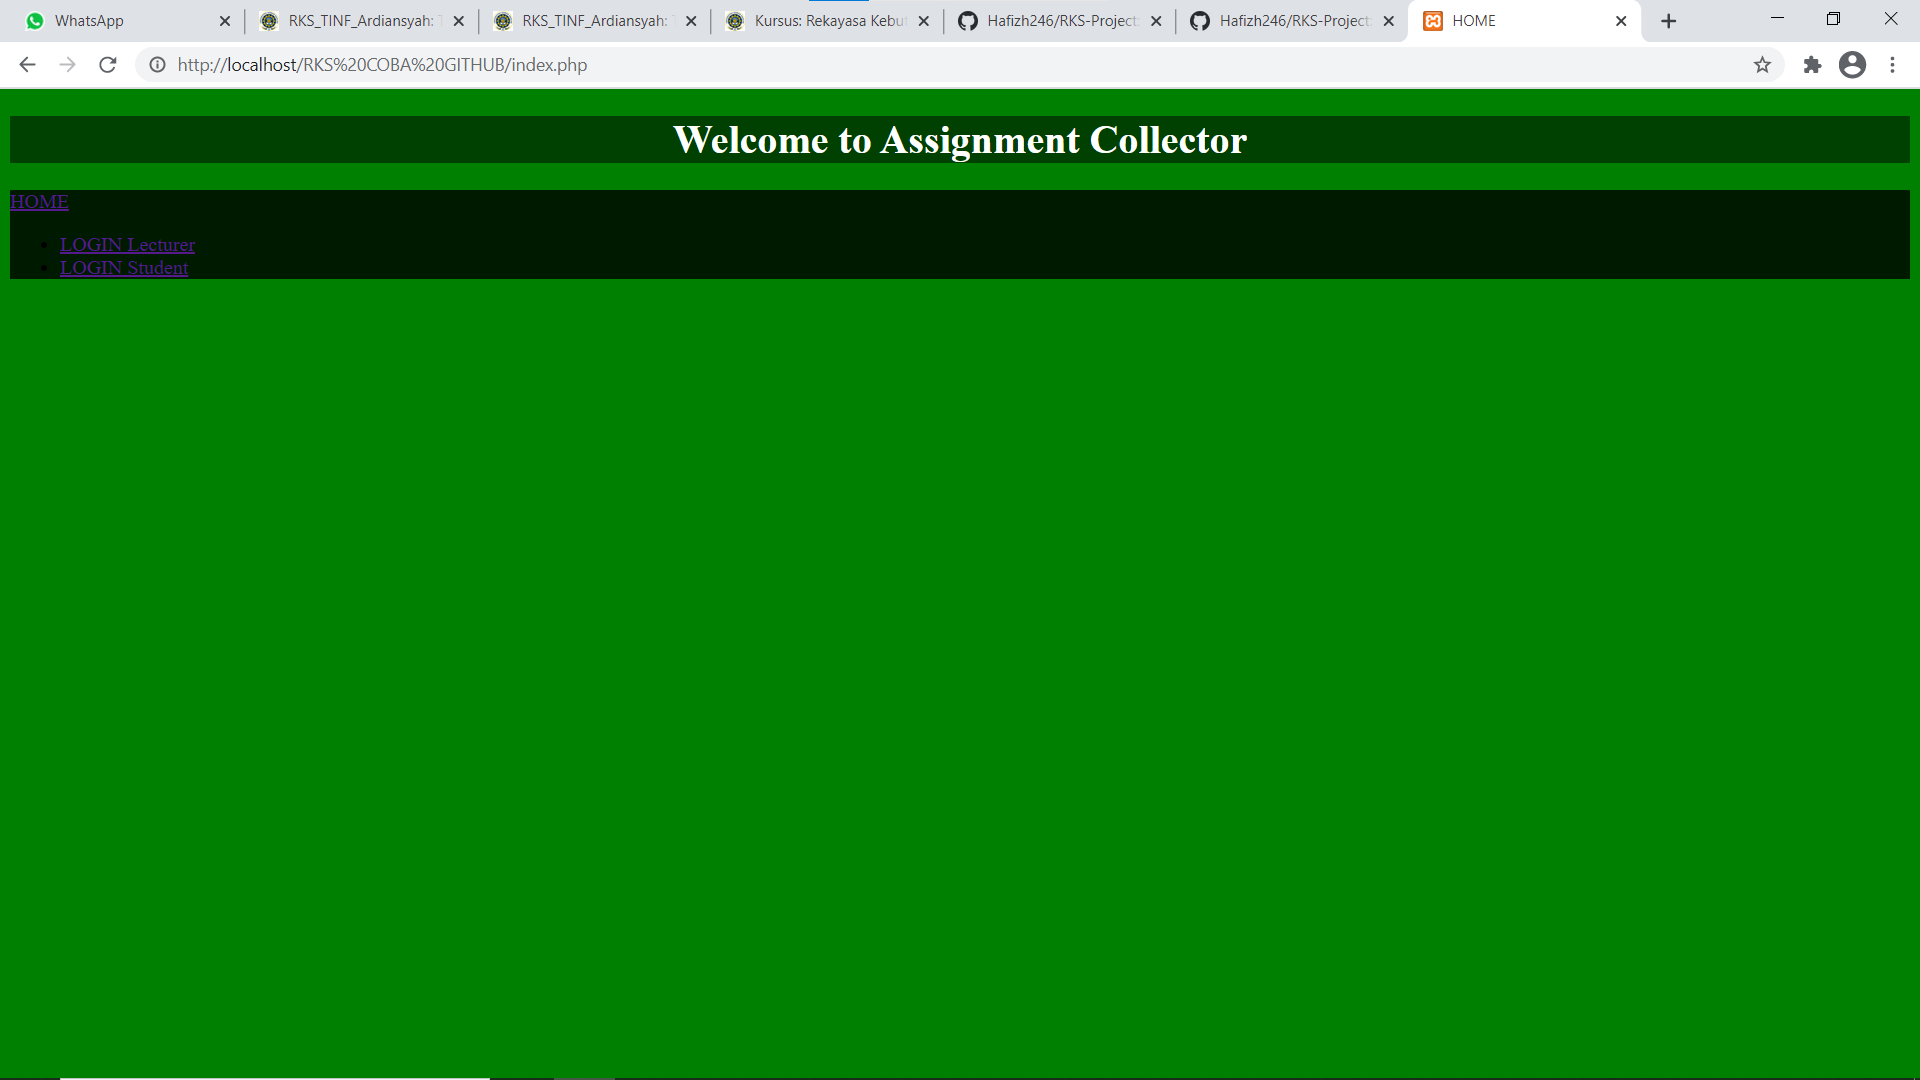 WhatsApp
RKS_TINF_Ardiansyah:
RKS_TINF_Ardiansyah:
Kursus: Rekayasa Kebu
Hafizh246/RKS-Project
Hafizh246/RKS-Project
HOME
http://localhost/RKS%20COBA%20GITHUB/index.php
Welcome to Assignment Collector
HOME
LOGIN Lecturer
LOGIN Student